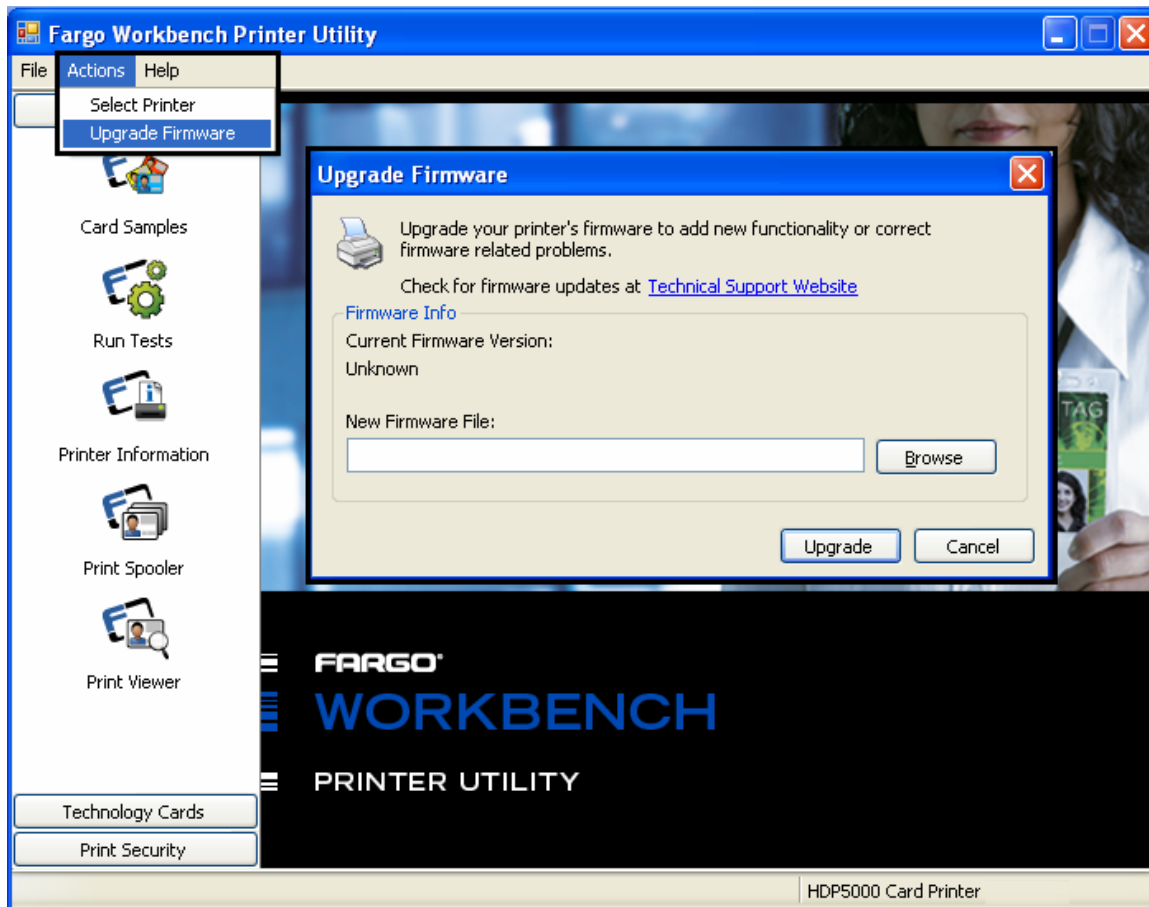 Fargo Workbench Printer Utility
File Actions Help
Select Printer
Upgrade Firmware
Card Samples
Run Tests
Printer Information
Print Spooler
Print Viewer
Technology Cards
Print Security
Upgrade Firmware
Upgrade your printer's firmware to add new functionality or correct
firmware related problems.
Check for firmware updates at Technical Support Website
Firmware Info
Current Firmware Version:
Unknown
New Firmware File:
Browse
Upgrade Cancel
TAG
FARGO®
WORKBENCH
PRINTER UTILITY
HDP5000 Card Printer